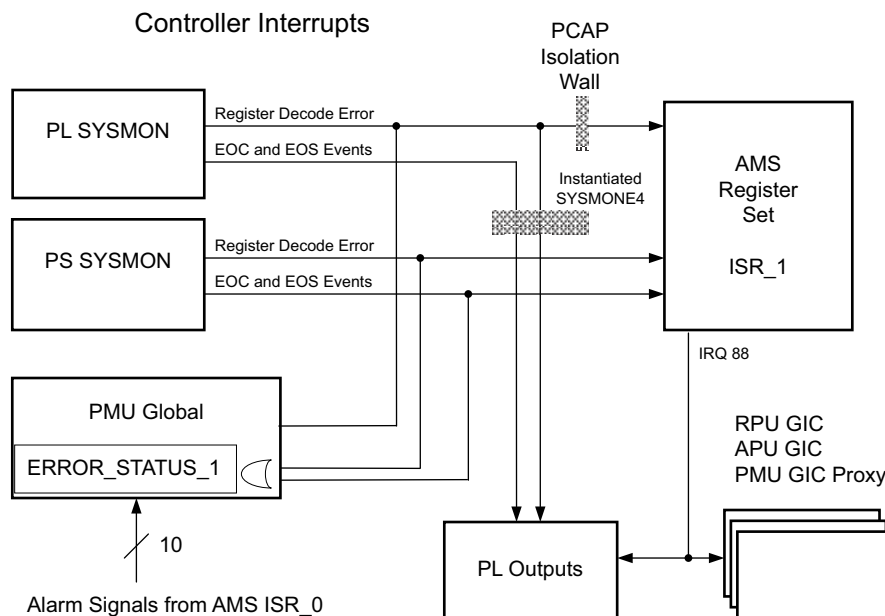 Controller Interrupts
PCAP
Isolation
Wall
PL SYSMON
Register Decode Error
EOC and EOS Events
Instantiated
SYSMONE4
AMS
Register
Set
ISR_1
PS SYSMON
Register Decode Error
EOC and EOS Events
IRQ 88
PMU Global
ERROR_STATUS_1
RPU GIC
APU GIC
PMU GIC Proxy
10
PL Outputs
Alarm Signals from AMS ISR_0